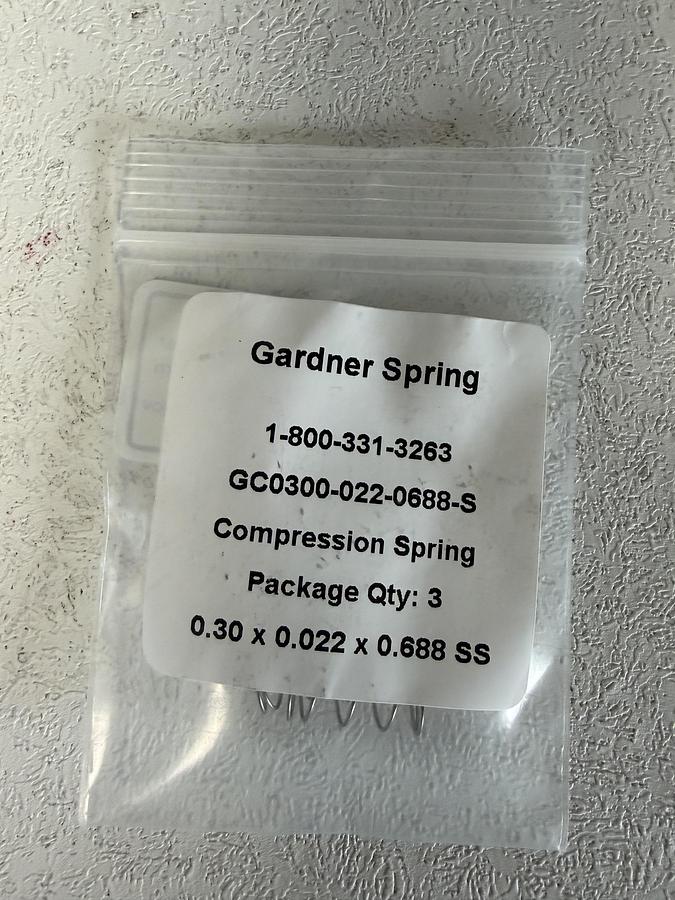 Gardner Spring
1-800-331-3263
GC0300-022-0688-S
Compression Spring
Package Qty: 3
0.30 x 0.022 x 0.688 SS